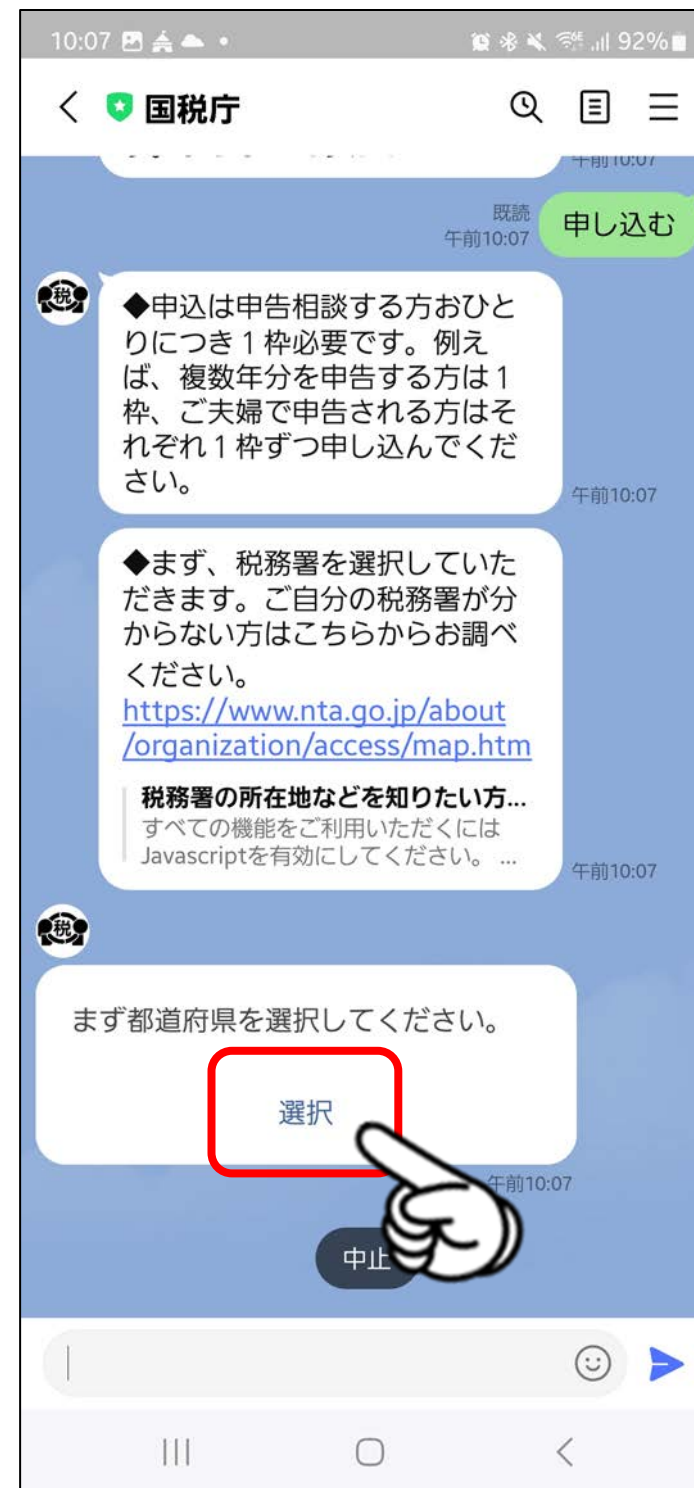 10:07
92%
国税庁
午前10:07
既読
午前10:07
申し込む
税
◆申込は申告相談する方おひと
りにつき1枠必要です。例え
ば、複数年分を申告する方は1
枠、ご夫婦で申告される方はそ
れぞれ1枠ずつ申し込んでくだ
さい。
午前10:07
◆まず、税務署を選択していた
だきます。ご自分の税務署が分
からない方はこちらからお調べ
ください。
https://www.nta.go.jp/about
/organization/access/map.htm
税務署の所在地などを知りたい方...
すべての機能をご利用いただくには
Javascriptを有効にしてください。 ...
午前10:07
税
まず都道府県を選択してください。
選択
午前10:07
中止